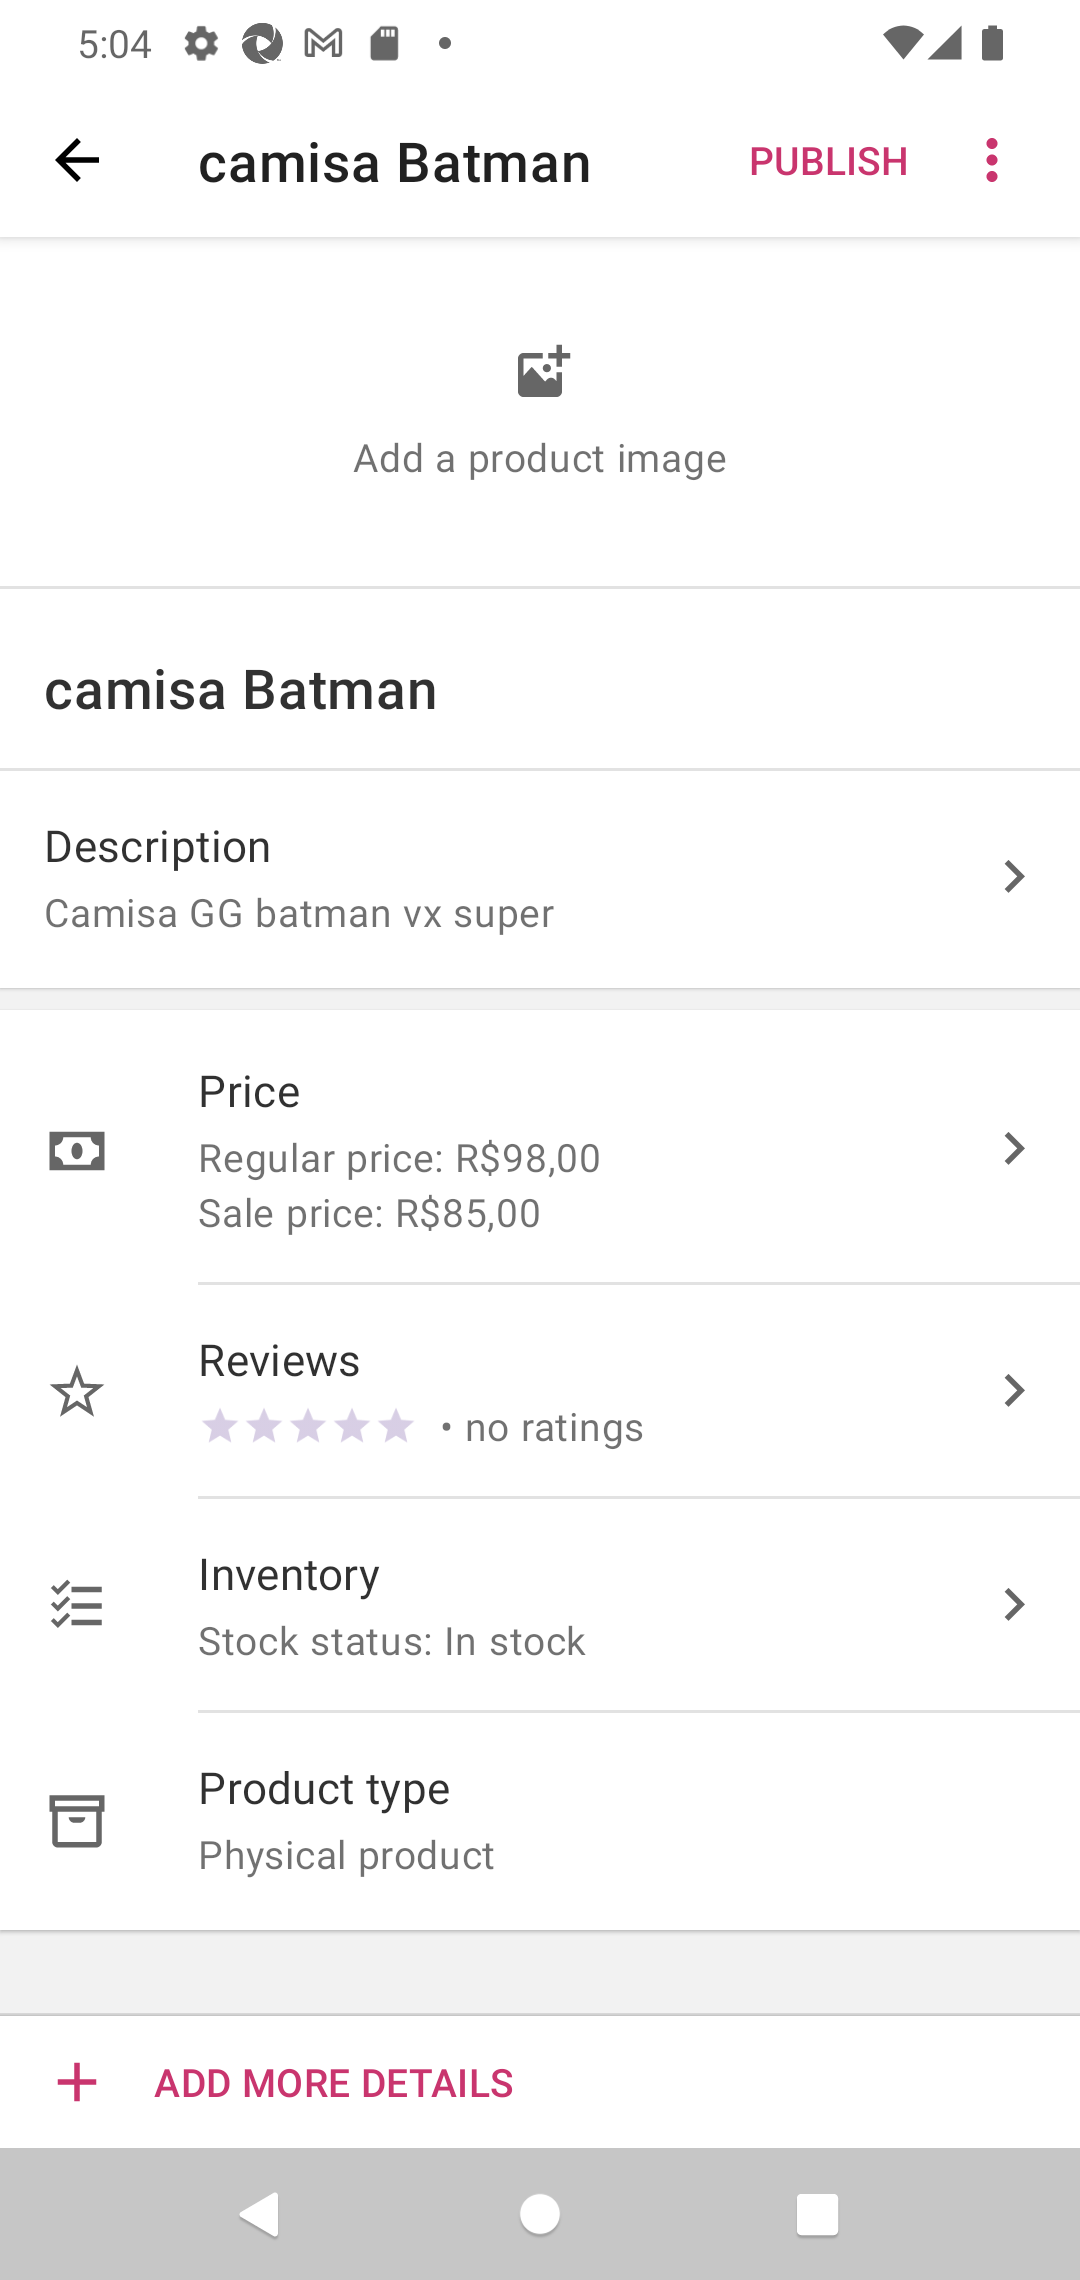 5:04
camisa Batman
PUBLISH
Add a product image
camisa Batman
Description
Camisa GG batman vx super
Price
Regular price: R$98,00
Sale price: R$85,00
Reviews
• no ratings
Inventory
Stock status: In stock
Product type
Physical product
ADD MORE DETAILS